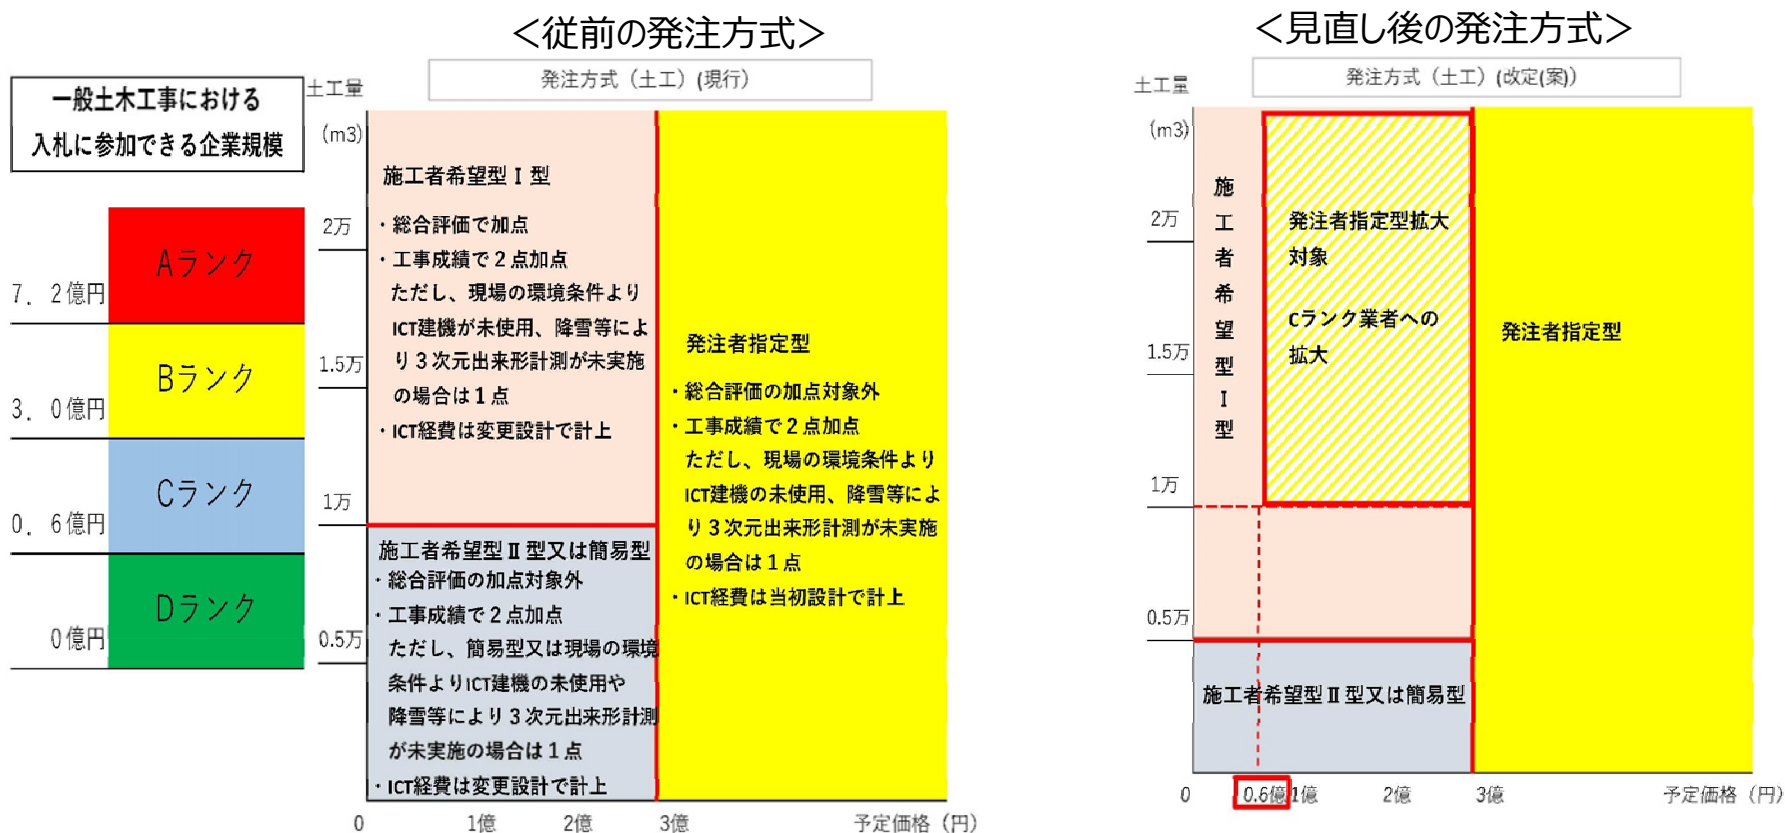 ＜従前の発注方式＞
＜見直し後の発注方式＞
一般土木工事における
入札に参加できる企業規模
Aランク
7．2億円
Bランク
3．0億円
Cランク
0．6億円
Dランク
0億円
発注方式（土工）(現行)
土工量
(m3)
2万
1.5万
1万
0.5万
施工者希望型Ⅰ型
・総合評価で加点
・工事成績で２点加点
ただし、現場の環境条件より
ICT建機が未使用、降雪等によ
り３次元出来形計測が未実施
の場合は１点
・ICT経費は変更設計で計上
施工者希望型Ⅱ型又は簡易型
・総合評価の加点対象外
・工事成績で２点加点
ただし、簡易型又は現場の環境
条件よりICT建機の未使用や
降雪等により３次元出来形計測
が未実施の場合は１点
・ICT経費は変更設計で計上
発注者指定型
・総合評価の加点対象外
・工事成績で２点加点
ただし、現場の環境条件より
ICT建機の未使用、降雪等によ
り３次元出来形計測が未実施
の場合は１点
・ICT経費は当初設計で計上
0
1億
2億
3億
予定価格（円）
発注方式（土工）(改定(案))
土工量
(m3)
2万
1.5万
1万
0.5万
施工者希望型Ⅰ型
発注者指定型拡大
対象
Cランク業者への
拡大
発注者指定型
施工者希望型Ⅱ型又は簡易型
0
0.6億
1億
2億
3億
予定価格（円）